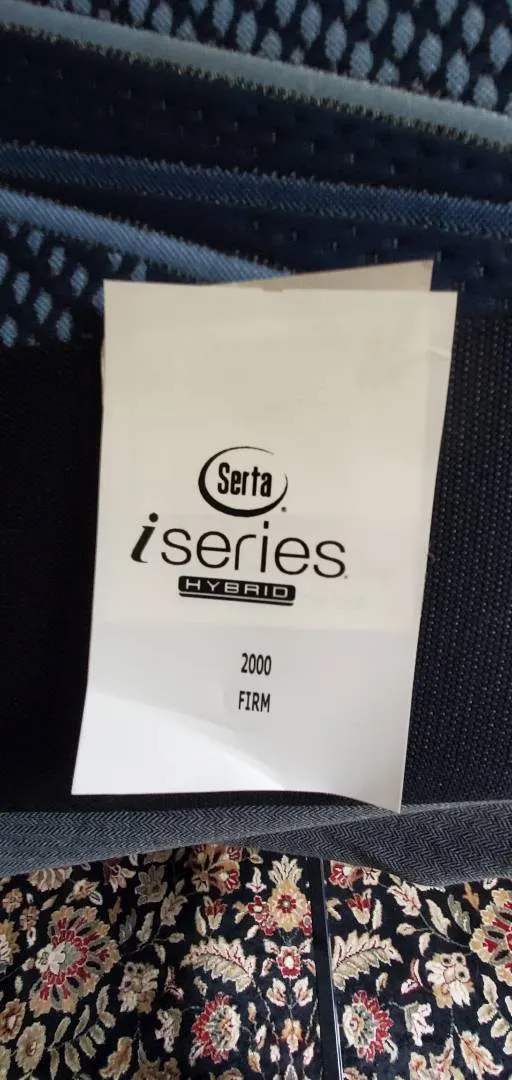 Serta
iseries
HYBRID
2000
FIRM